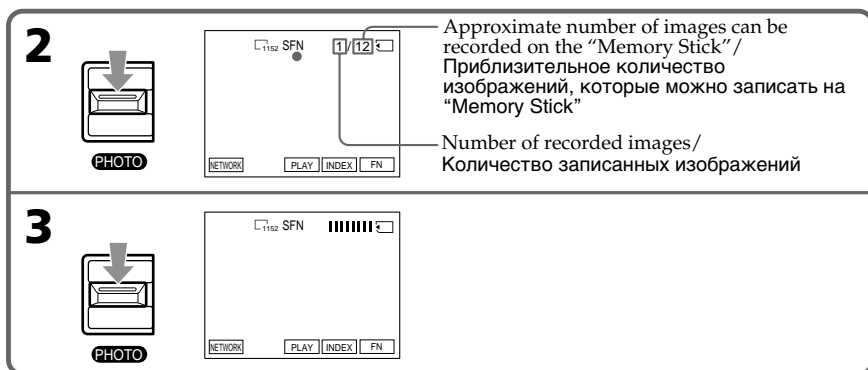 2
PHOTO
1152 SFN 1/12
NETWORK PLAY INDEX FN
Approximate number of images can be
recorded on the “Memory Stick”/
Приблизительное количество
изображений, которые можно записать на
“Memory Stick”
Number of recorded images/
Количество записанных изображений
3
PHOTO
1152 SFN
NETWORK PLAY INDEX FN